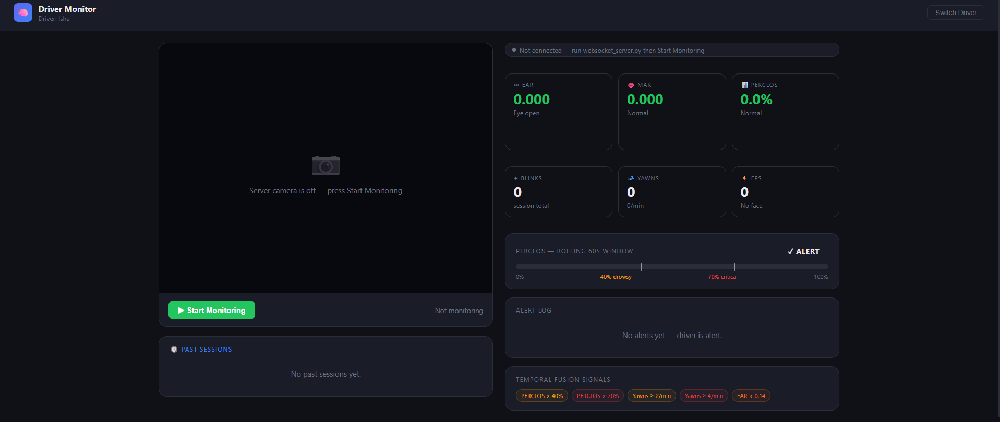 Driver Monitor
Driver: Isha
Switch Driver
Server camera is off — press Start Monitoring
▶ Start Monitoring
Not monitoring
PAST SESSIONS
No past sessions yet.
Not connected — run websocket_server.py then Start Monitoring
EAR
0.000
Eye open
MAR
0.000
Normal
PERCLOS
0.0%
Normal
BLINKS
0
session total
YAWNS
0
0/min
FPS
0
No face
PERCLOS — ROLLING 60S WINDOW
✓ ALERT
0% 40% drowsy 70% critical 100%
ALERT LOG
No alerts yet — driver is alert.
TEMPORAL FUSION SIGNALS
PERCLOS > 40% PERCLOS > 70% Yawns ≥ 2/min Yawns ≥ 4/min EAR < 0.14